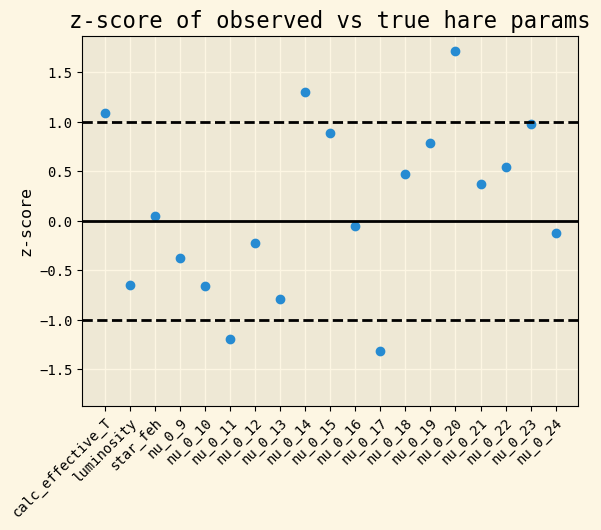 z-score of observed vs true hare params
z-score
1.5
1.0
0.5
0.0
−0.5
−1.0
−1.5
calc_effective_T
luminosity
star_feh
nu_0_9
nu_0_10
nu_0_11
nu_0_12
nu_0_13
nu_0_14
nu_0_15
nu_0_16
nu_0_17
nu_0_18
nu_0_19
nu_0_20
nu_0_21
nu_0_22
nu_0_23
nu_0_24